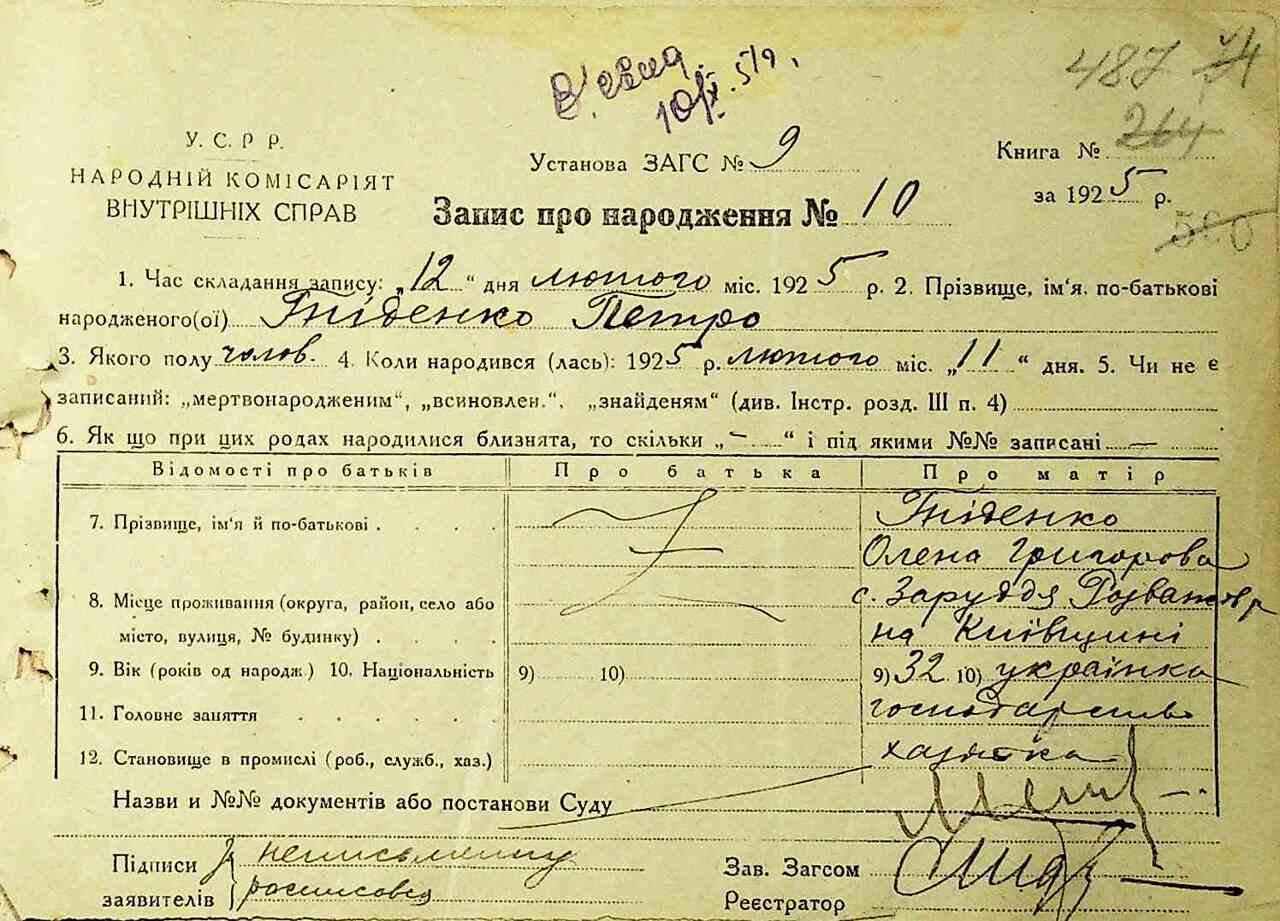 487 74
264
У. С. Р Р.
НАРОДНІЙ КОМІСАРІЯТ
ВНУТРІШНІХ СПРАВ
Установа ЗАГС № 9
Книга №
за 1925 р.
500
Запис про народження № 10
1. Час складання запису: „12“ дня лютого міс. 1925 р. 2. Прізвище, ім'я. по-батькові
народженого(ої) Гніденко Петро
3. Якого полу чолов. 4. Коли народився (лась): 1925 р. лютого міс. „11“ дня. 5. Чи не є
записаний: „мертвонародженим“, „всиновлен.“, „знайденям“ (див. Інстр. розд. III п. 4)
6. Як що при цих родах народилися близнята, то скільки „-“ і під якими №№ записані —
Відомості про батьків Про батька Про матір
7. Прізвище, ім'я й по-батькові . . . . Гніденко
Олена Григорова
8. Місце проживання (округа, район, село або с. Заруддя
місто, вулиця, № будинку) . . . . на Київщині
9. Вік (років од народж.) 10. Національність 9) 10) 9) 32 10) українка
11. Головне заняття . . . . . господарство
12. Становище в промислі (роб., служб., хаз.) хазяйка
Назви и №№ документів або постанови Суду
Підписи неписьменну
заявителів росписовся
Зав. Загсом
Реєстратор